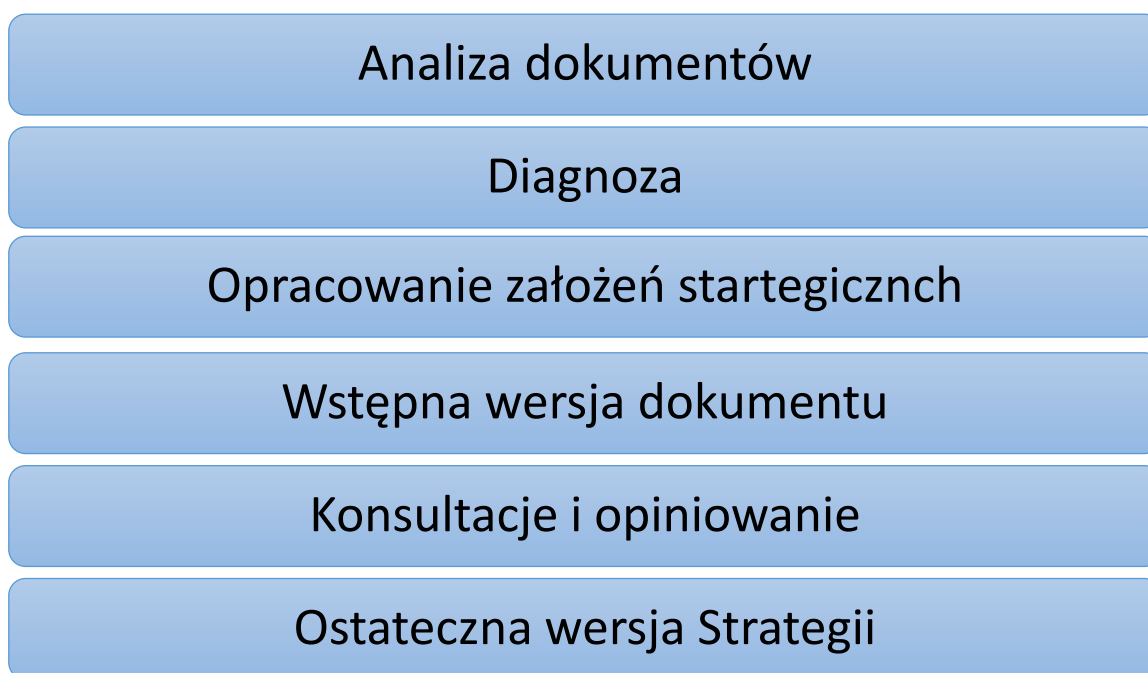 Analiza dokumentów
Diagnoza
Opracowanie założeń startegicznch
Wstępna wersja dokumentu
Konsultacje i opiniowanie
Ostateczna wersja Strategii